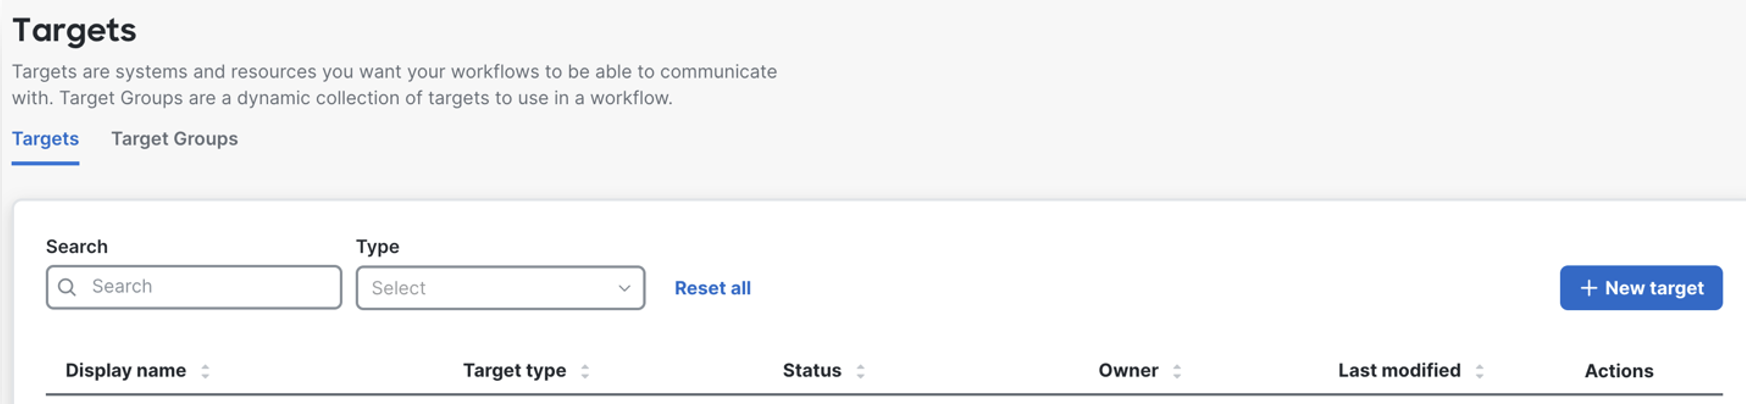 Targets
Targets are systems and resources you want your workflows to be able to communicate
with. Target Groups are a dynamic collection of targets to use in a workflow.
Targets Target Groups
Search Type
Search Select Reset all + New target
Display name Target type Status Owner Last modified Actions